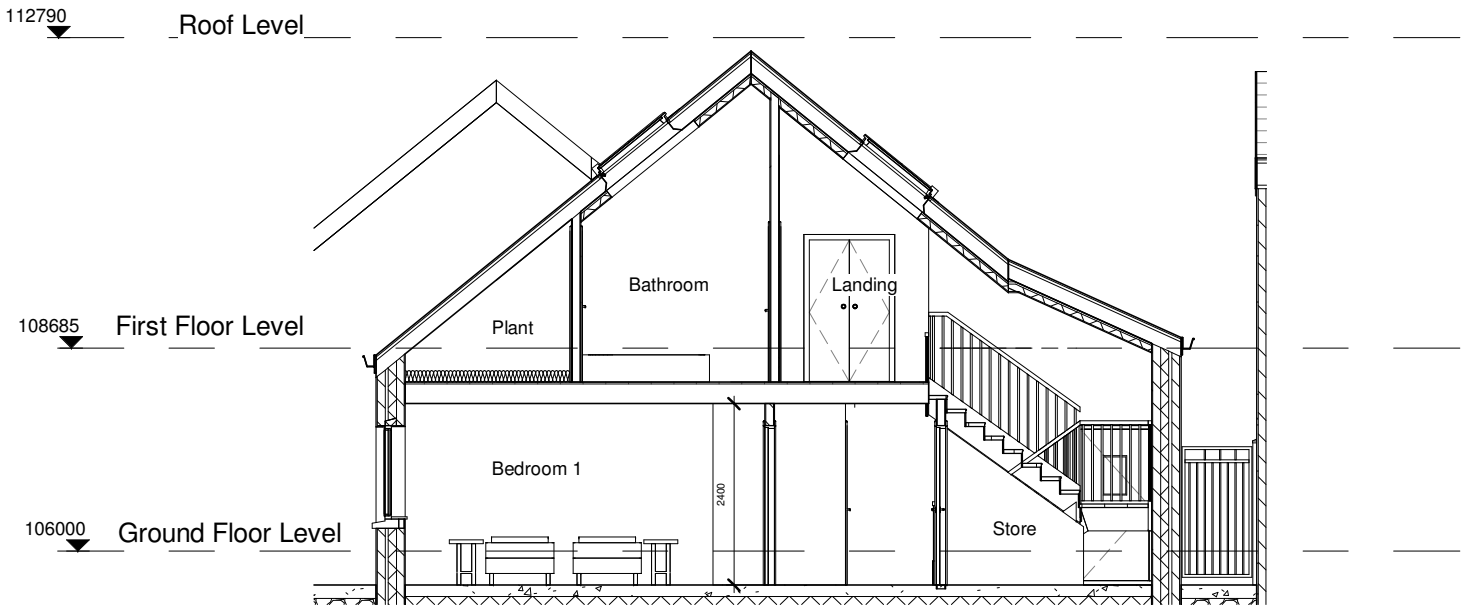 112790
Roof Level
Bathroom
Landing
108685
First Floor Level
Plant
Bedroom 1
2400
106000
Ground Floor Level
Store